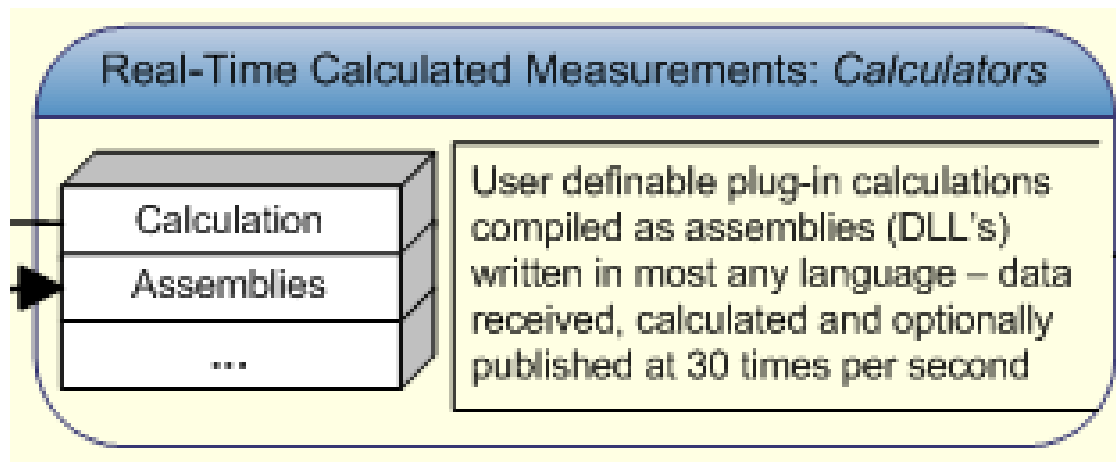 Real-Time Calculated Measurements: Calculators
Calculation
Assemblies
...
User definable plug-in calculations
compiled as assemblies (DLL's)
written in most any language – data
received, calculated and optionally
published at 30 times per second